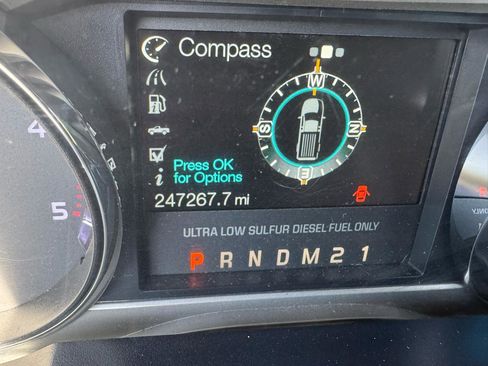 Compass
W
S
N
E
Press OK
for Options
247267.7 mi
ULTRA LOW SULFUR DIESEL FUEL ONLY
P R N D M 2 1
4
5